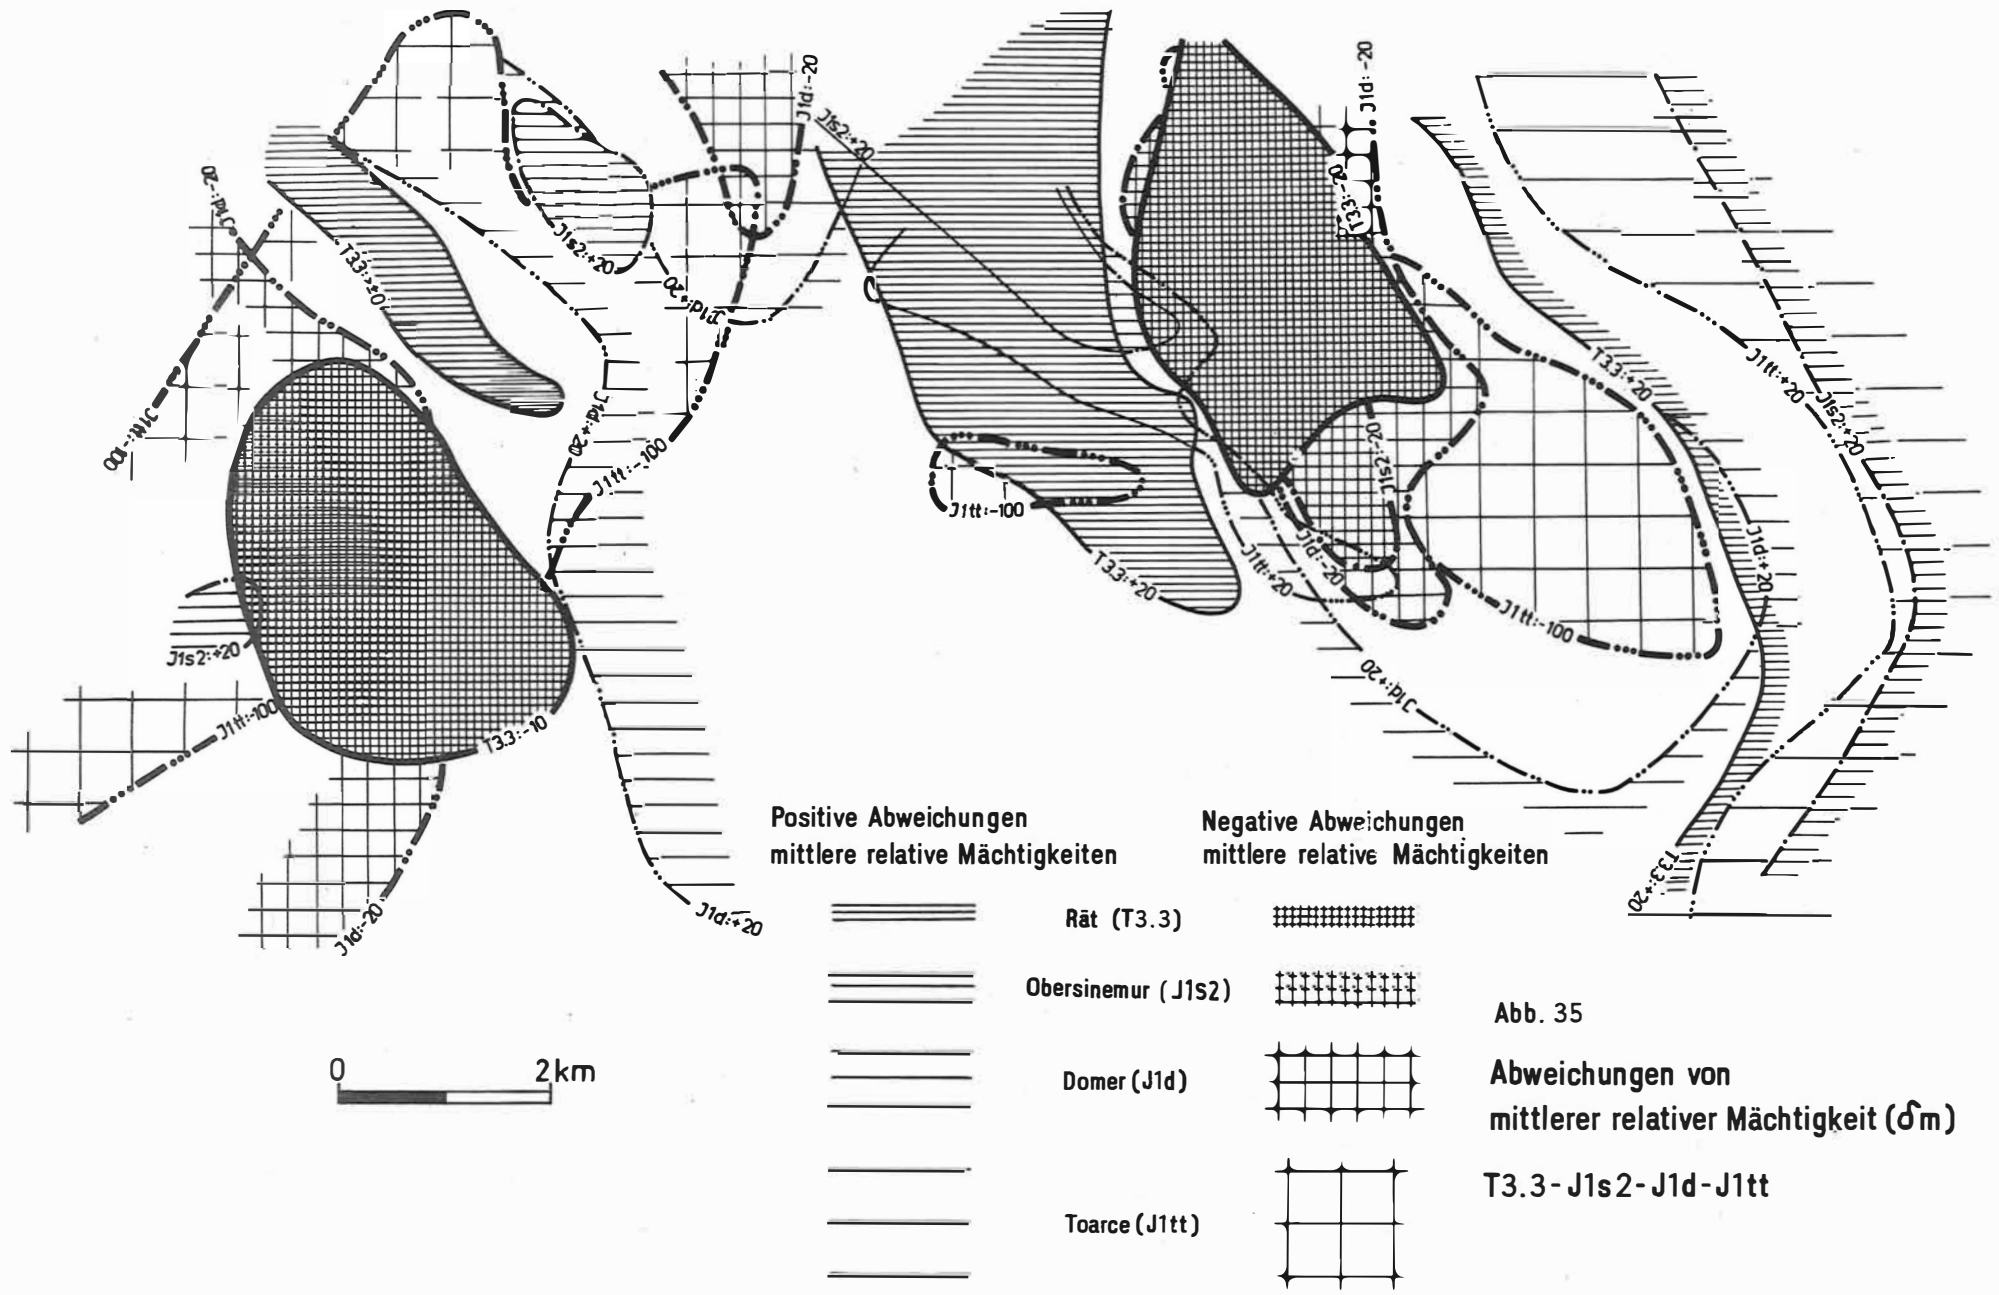 J1d:-20
J1s2:+20
J1d:-20
T3.3:-20
J1d:-20
T3.3:>±0
J1s2:+20
J1d:+20
J1tt:-100
J1d:+20
J1tt:-100
J1s2:+20
J1tt:-100
T3.3:-10
J1d:-20
J1d:+20
J1tt:-100
T3.3:+20
J1s2:-20
J1d:-20
J1tt:+20
J1d:+20
J1tt:-100
T3.3:+20
J1tt:+20
J1s2:+20
J1d:+20
T3.3:+20
Positive Abweichungen
mittlere relative Mächtigkeiten
Negative Abweichungen
mittlere relative Mächtigkeiten
Rät (T3.3)
Obersinemur (J1s2)
Domer (J1d)
Toarce (J1tt)
0 2km
Abb. 35
Abweichungen von
mittlerer relativer Mächtigkeit (δm)
T3.3-J1s2-J1d-J1tt